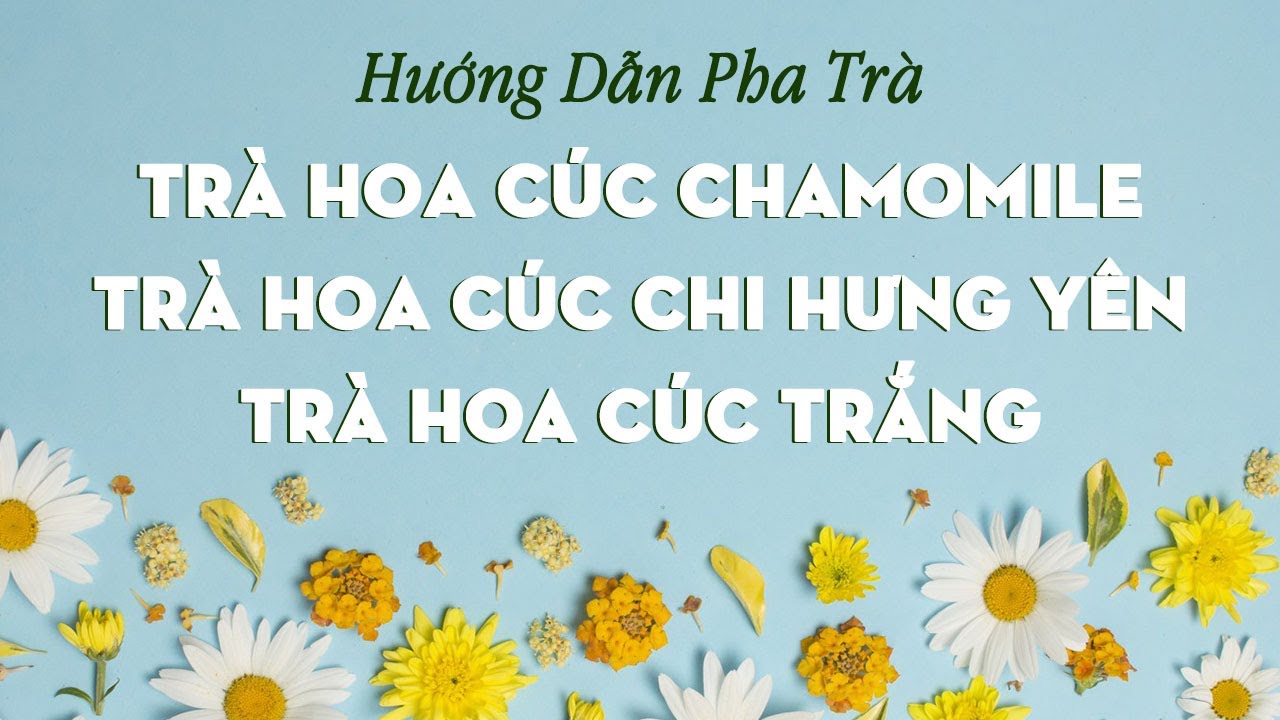 Hướng Dẫn Pha Trà
TRÀ HOA CÚC CHAMOMILE
TRÀ HOA CÚC CHI HƯNG YÊN
TRÀ HOA CÚC TRẮNG